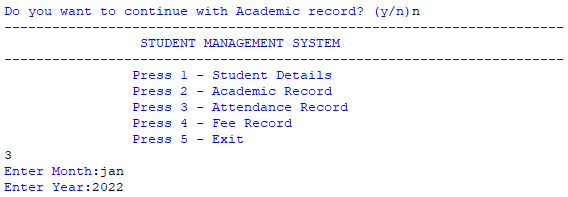 Do you want to continue with Academic record? (y/n)n
----------------------------------------------------------------------
STUDENT MANAGEMENT SYSTEM
----------------------------------------------------------------------
Press 1 - Student Details
Press 2 - Academic Record
Press 3 - Attendance Record
Press 4 - Fee Record
Press 5 - Exit
3
Enter Month:jan
Enter Year:2022